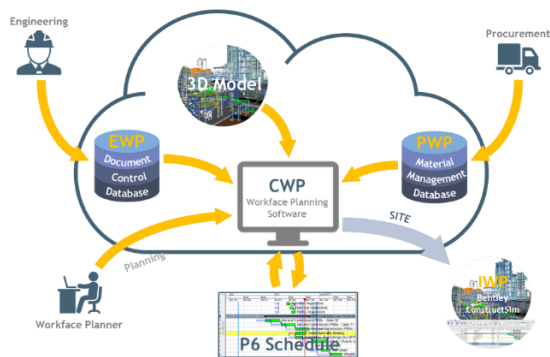 Engineering
Procurement
3D Model
EWP
Document
Control
Database
PWP
Material
Management
Database
CWP
Workface Planning
Software
SITE
Planning
Workface Planner
IWP
Bentley
ConstructSim
P6 Schedule